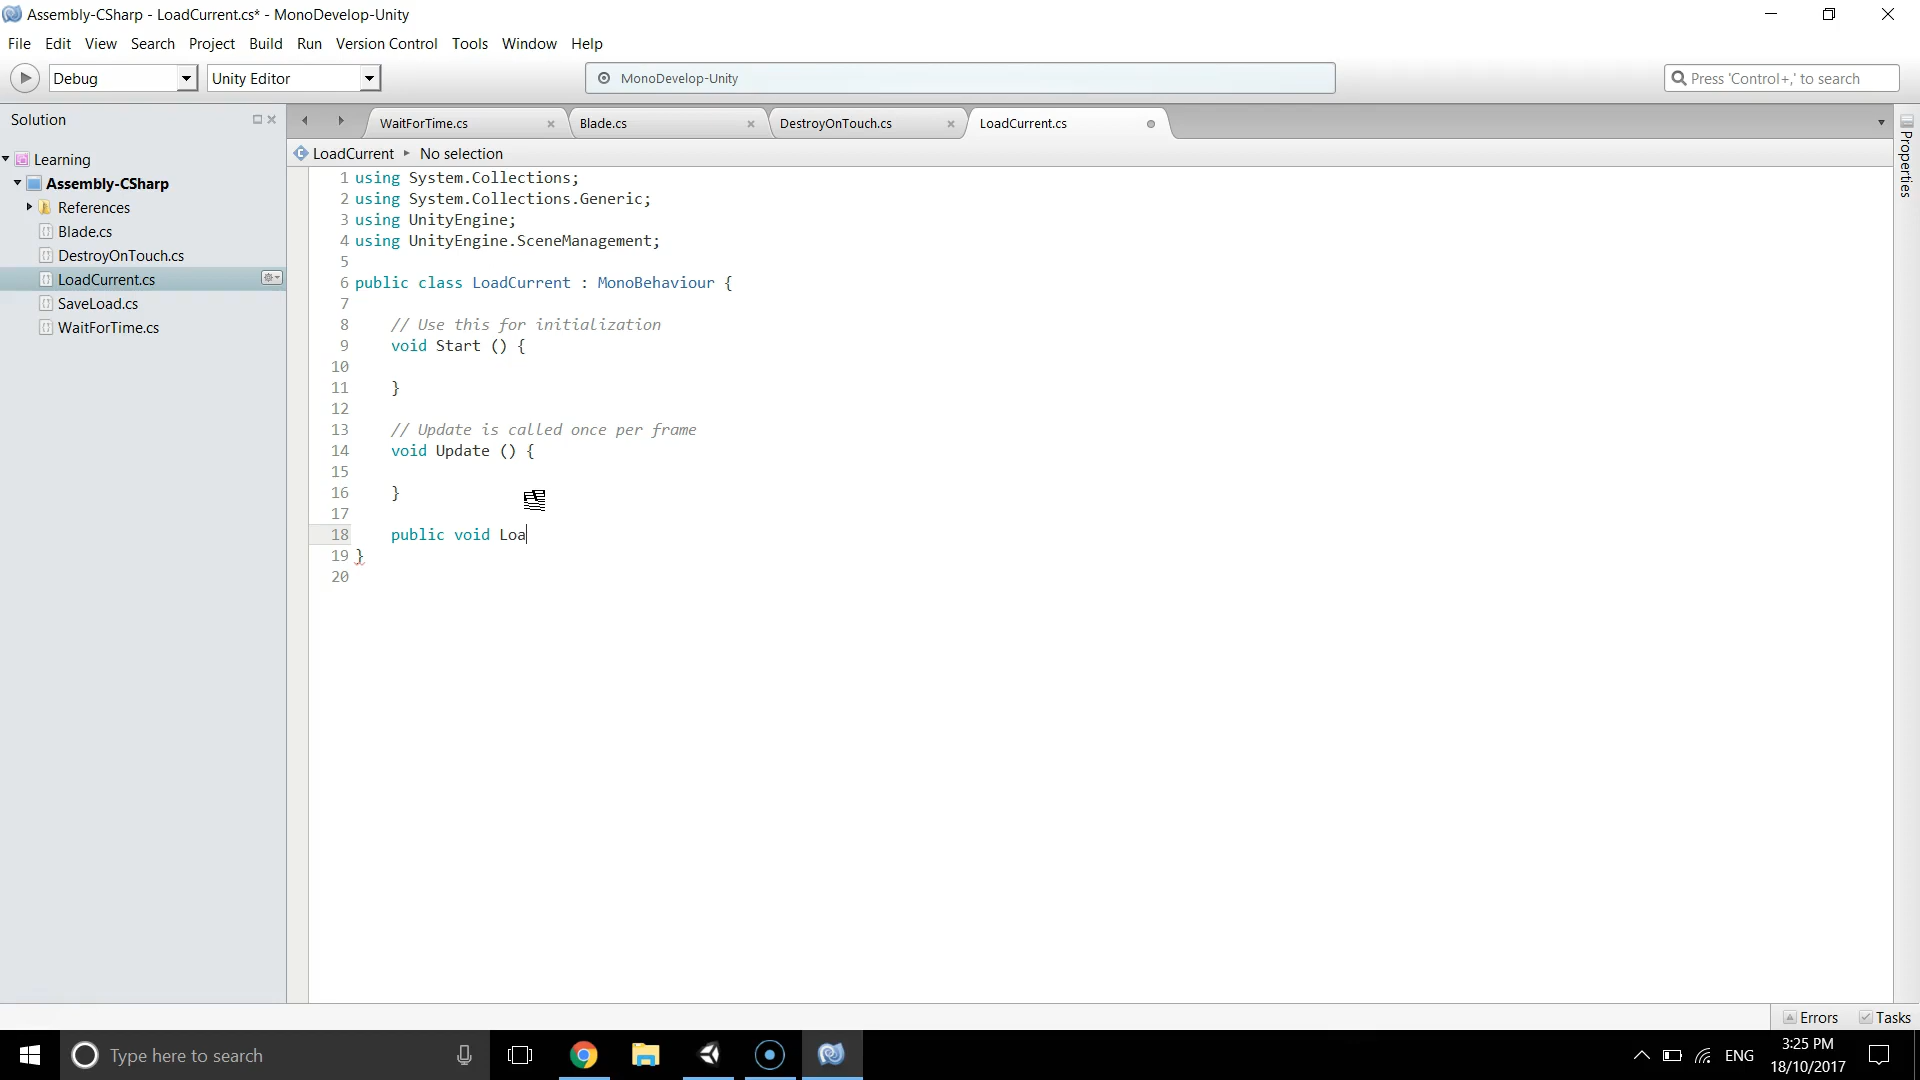 Assembly-CSharp - LoadCurrent.cs* - MonoDevelop-Unity
File Edit View Search Project Build Run Version Control Tools Window Help
Debug Unity Editor MonoDevelop-Unity Press 'Control+,' to search
Solution
WaitForTime.cs Blade.cs DestroyOnTouch.cs LoadCurrent.cs
Properties
LoadCurrent No selection
Learning
Assembly-CSharp
References
Blade.cs
DestroyOnTouch.cs
LoadCurrent.cs
SaveLoad.cs
WaitForTime.cs
1 using System.Collections;
2 using System.Collections.Generic;
3 using UnityEngine;
4 using UnityEngine.SceneManagement;
5
6 public class LoadCurrent : MonoBehaviour {
7
8 // Use this for initialization
9 void Start () {
10
11 }
12
13 // Update is called once per frame
14 void Update () {
15
16 }
17
18 public void Loa
19 }
20
Errors Tasks
Type here to search
ENG
3:25 PM
18/10/2017